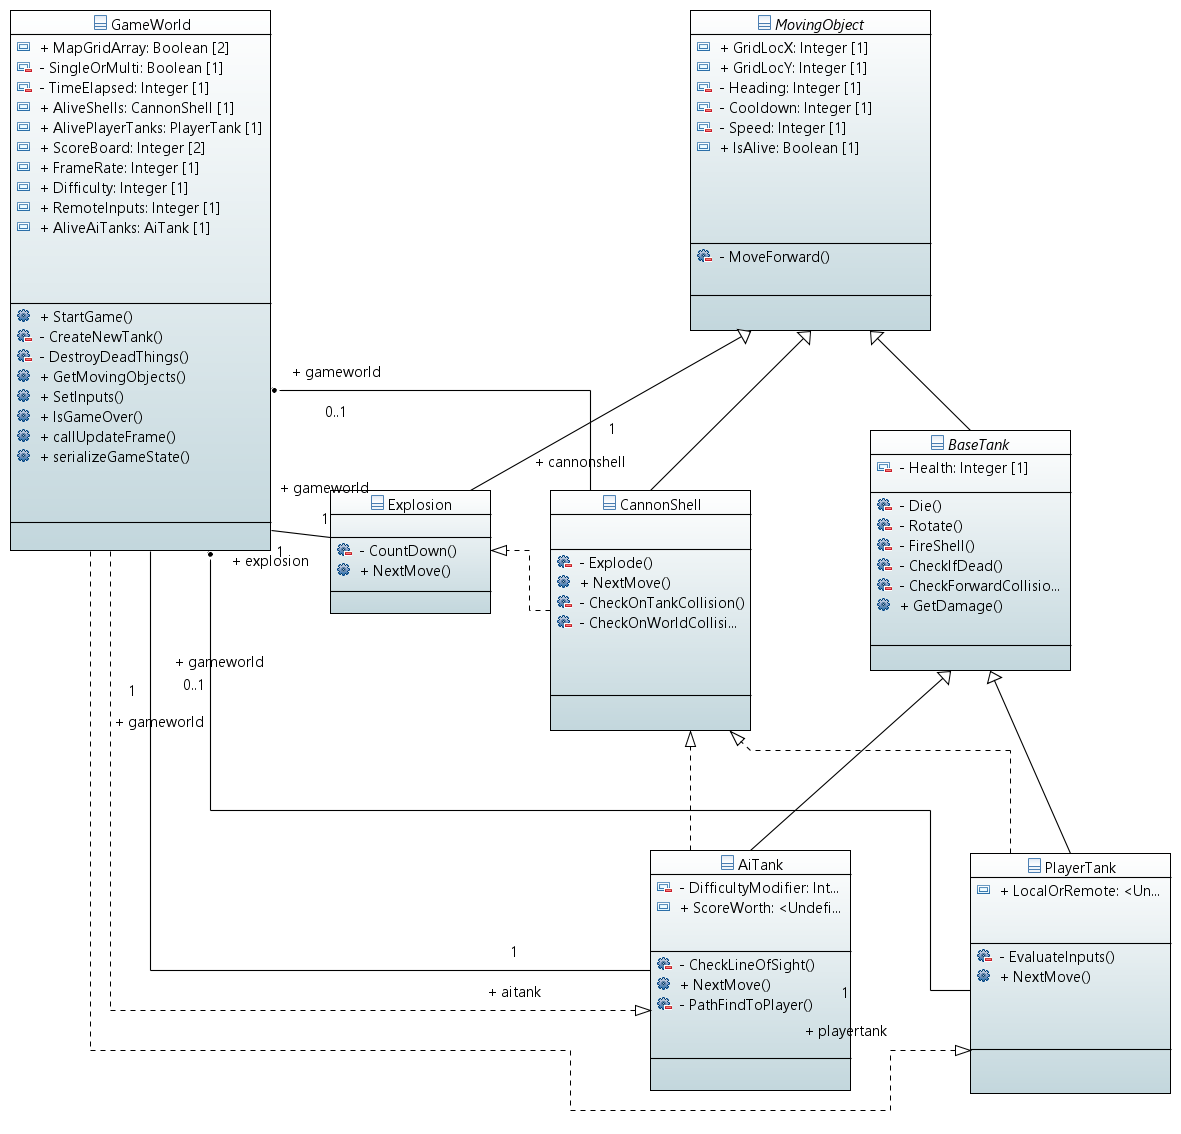 GameWorld
+ MapGridArray: Boolean [2]
- SingleOrMulti: Boolean [1]
- TimeElapsed: Integer [1]
+ AliveShells: CannonShell [1]
+ AlivePlayerTanks: PlayerTank [1]
+ ScoreBoard: Integer [2]
+ FrameRate: Integer [1]
+ Difficulty: Integer [1]
+ RemoteInputs: Integer [1]
+ AliveAiTanks: AiTank [1]
+ StartGame()
- CreateNewTank()
- DestroyDeadThings()
+ GetMovingObjects()
+ SetInputs()
+ IsGameOver()
+ callUpdateFrame()
+ serializeGameState()
MovingObject
+ GridLocX: Integer [1]
+ GridLocY: Integer [1]
- Heading: Integer [1]
- Cooldown: Integer [1]
- Speed: Integer [1]
+ IsAlive: Boolean [1]
- MoveForward()
+ gameworld
0..1
1
+ cannonshell
+ gameworld
1
1
+ explosion
Explosion
- CountDown()
+ NextMove()
CannonShell
- Explode()
+ NextMove()
- CheckOnTankCollision()
- CheckOnWorldCollisi...
BaseTank
- Health: Integer [1]
- Die()
- Rotate()
- FireShell()
- CheckIfDead()
- CheckForwardCollisio...
+ GetDamage()
+ gameworld
0..1
1
+ gameworld
1
+ aitank
AiTank
- DifficultyModifier: Int...
+ ScoreWorth: <Undefi...
- CheckLineOfSight()
+ NextMove()
- PathFindToPlayer()
1
+ playertank
PlayerTank
+ LocalOrRemote: <Un...
- EvaluateInputs()
+ NextMove()